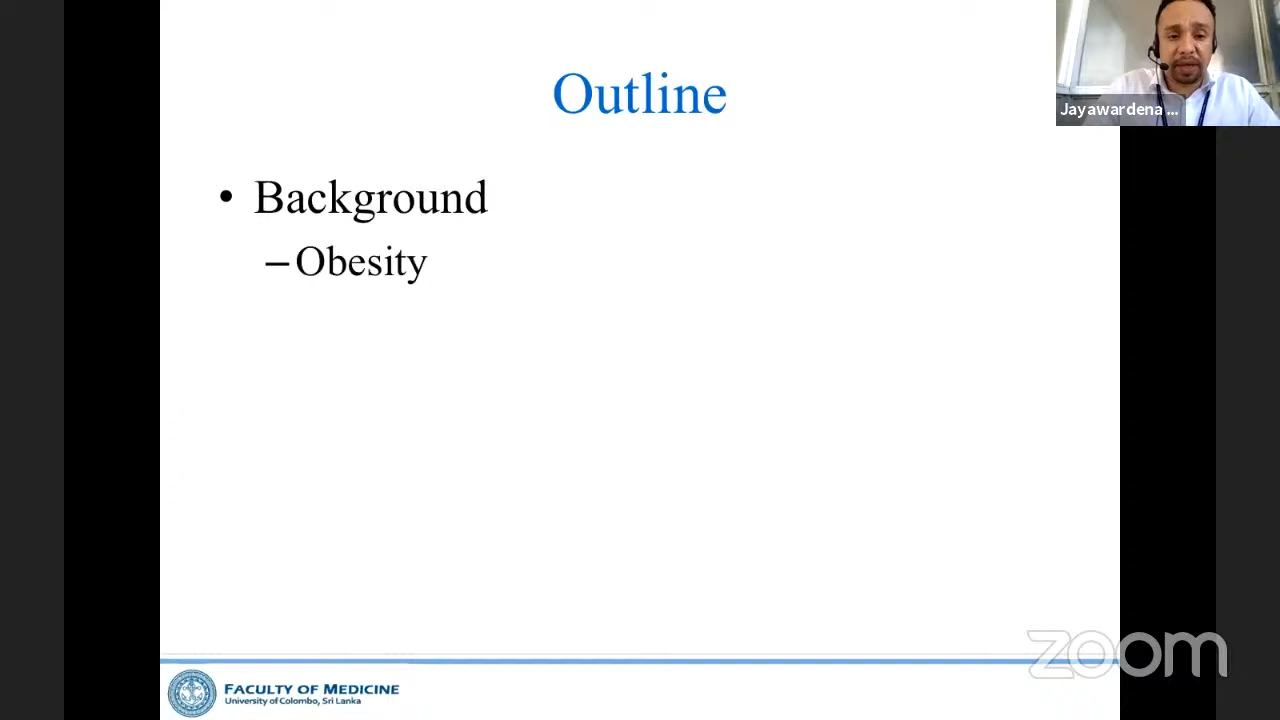 Outline
Jayawardena ...
• Background
– Obesity
zoom
FACULTY OF MEDICINE
University of Colombo, Sri Lanka